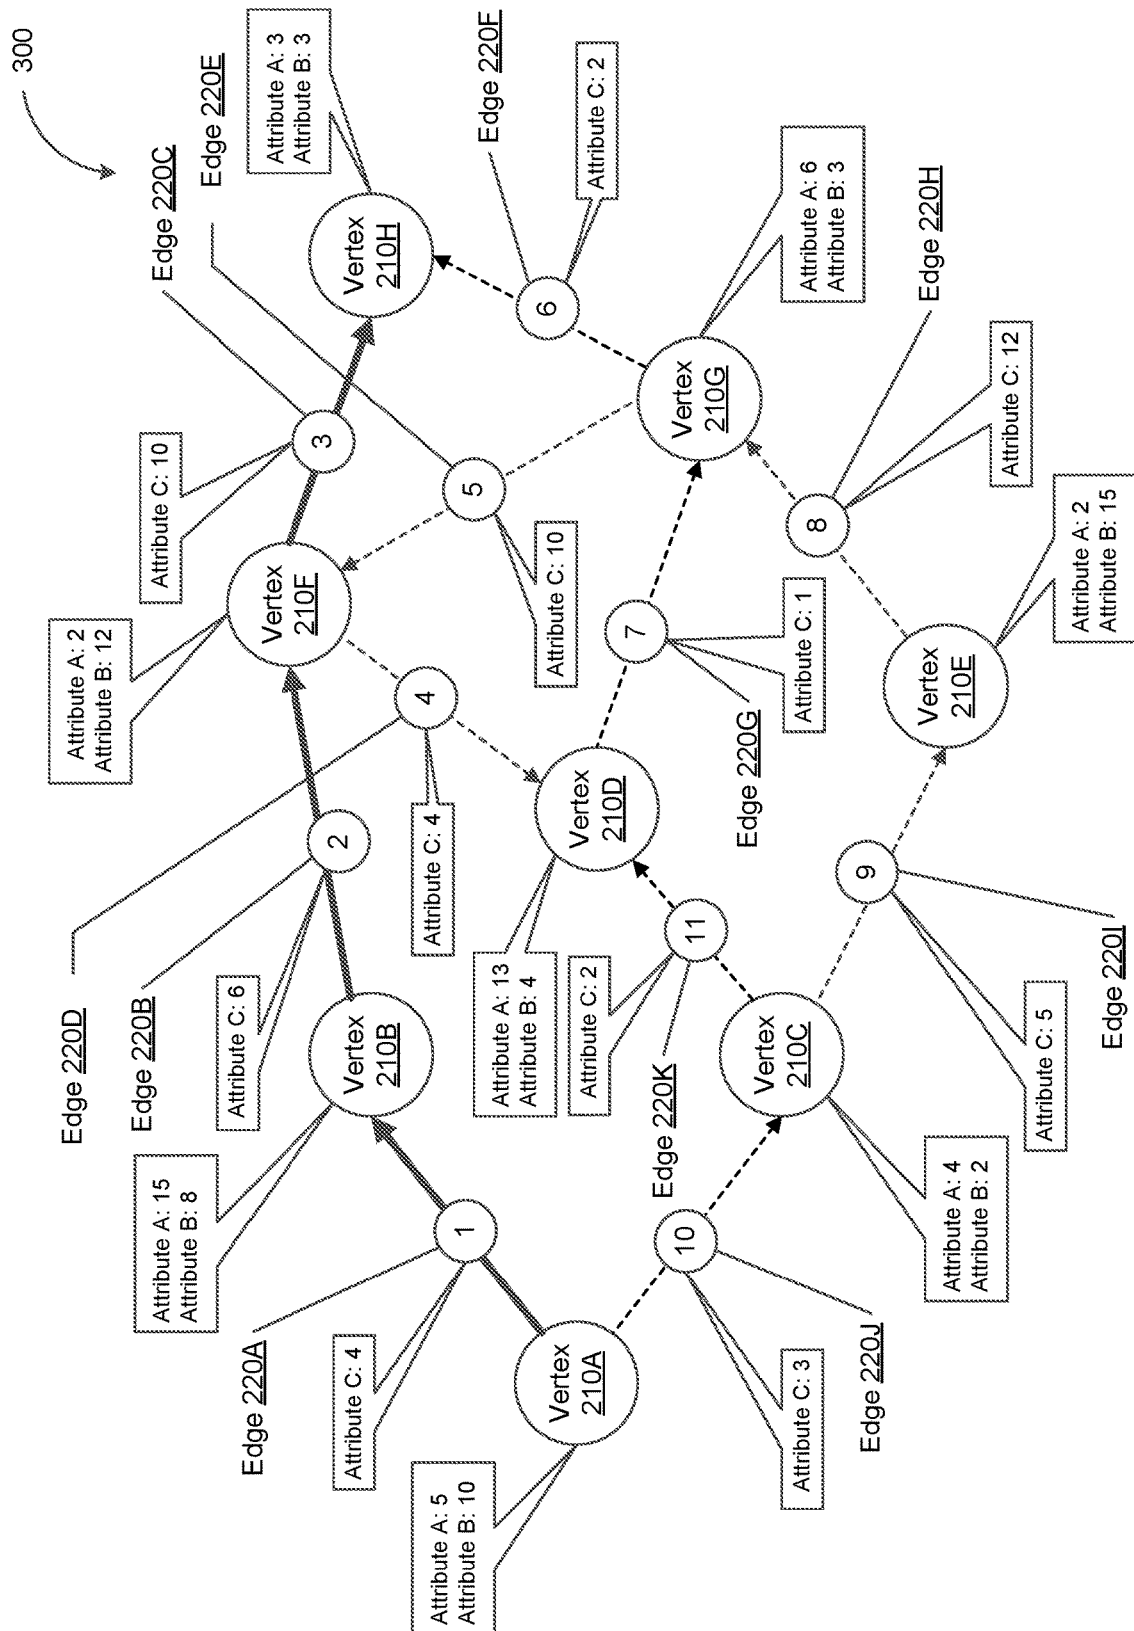 300
Edge 220C
Edge 220E
Attribute A: 3
Attribute B: 3
Edge 220F
Attribute C: 2
Vertex
210H
6
Attribute A: 6
Attribute B: 3
Edge 220H
Attribute C: 10
3
Vertex
210G
Attribute C: 12
5
8
Attribute C: 10
Attribute A: 2
Attribute B: 15
Attribute A: 2
Attribute B: 12
Vertex
210F
7
Attribute C: 1
4
Edge 220G
Vertex
210E
Attribute C: 4
Vertex
210D
2
9
Edge 220D
Edge 220B
Attribute C: 6
Attribute A: 13
Attribute B: 4
Attribute C: 2
11
Edge 220K
Edge 220I
Attribute C: 5
Vertex
210B
Vertex
210C
Attribute A: 15
Attribute B: 8
1
10
Attribute A: 4
Attribute B: 2
Edge 220A
Attribute C: 4
Vertex
210A
Attribute C: 3
Edge 220J
Attribute A: 5
Attribute B: 10